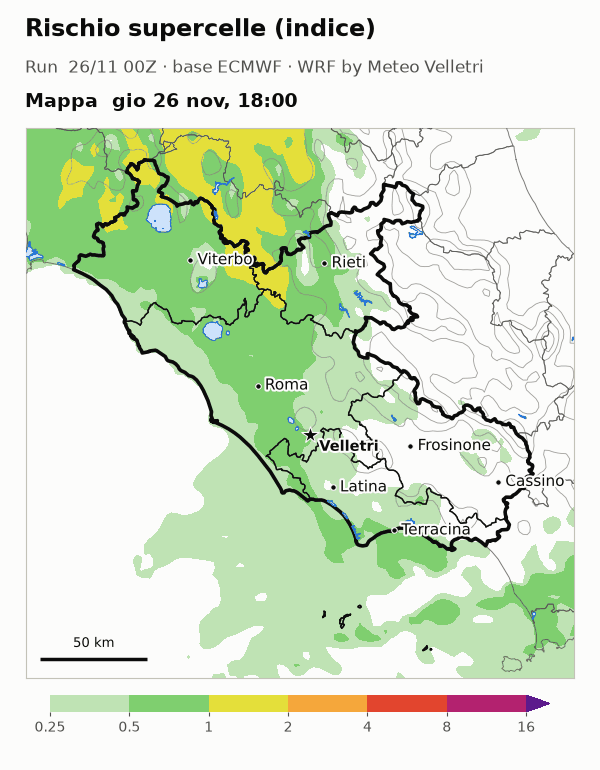 Rischio supercelle (indice)
Run  26/11 00Z · base ECMWF · WRF by Meteo Velletri
Mappa  gio 26 nov, 18:00
Viterbo
Rieti
Roma
Velletri
Frosinone
Cassino
Latina
Terracina
50 km
0.25 0.5 1 2 4 8 16